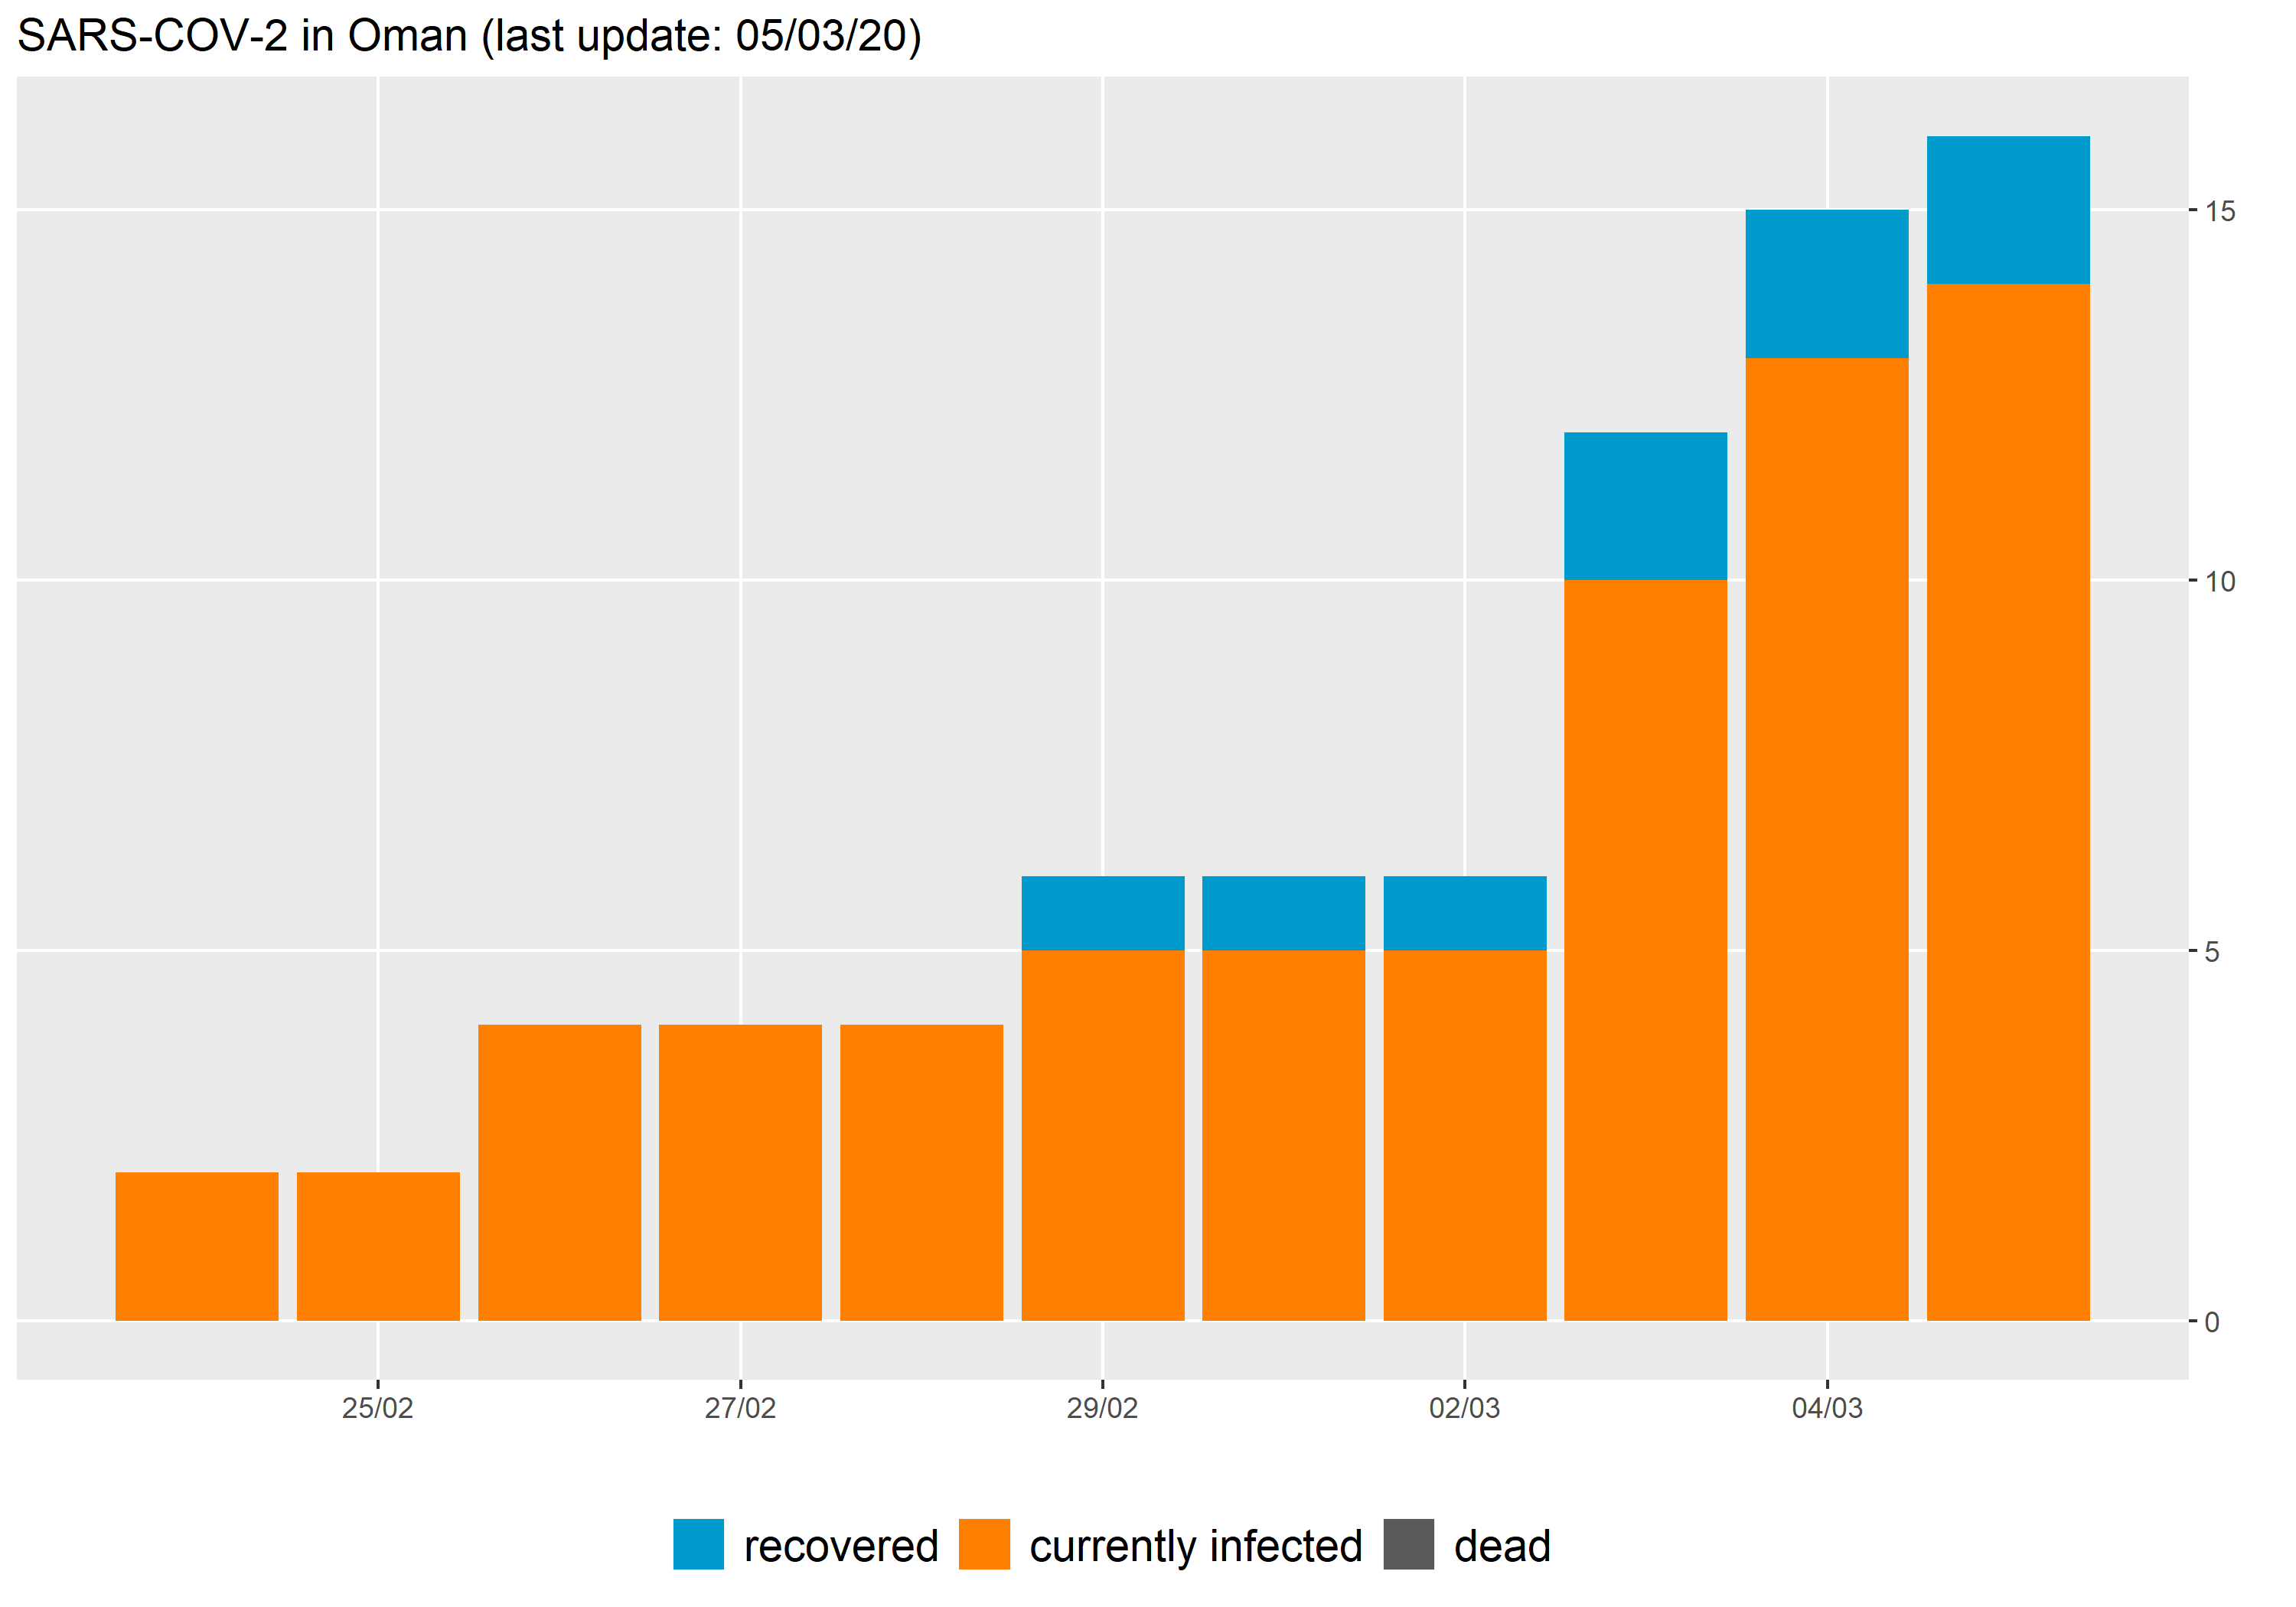 SARS-COV-2 in Oman (last update: 05/03/20)
15
10
5
0
25/02 27/02 29/02 02/03 04/03
recovered currently infected dead